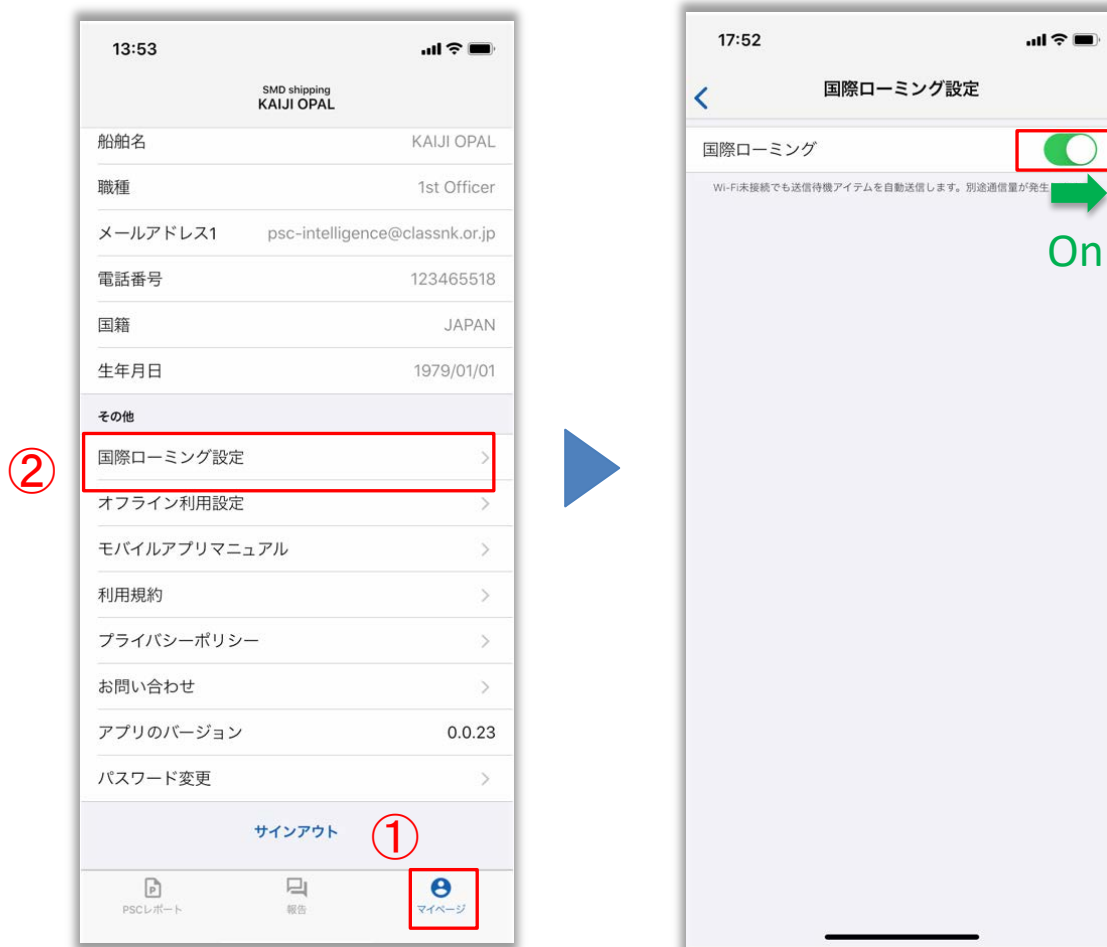 13:53
SMD shipping
KAIJI OPAL
船舶名 KAIJI OPAL
職種 1st Officer
メールアドレス1 psc-intelligence@classnk.or.jp
電話番号 123465518
国籍 JAPAN
生年月日 1979/01/01
その他
② 国際ローミング設定
オフライン利用設定
モバイルアプリマニュアル
利用規約
プライバシーポリシー
お問い合わせ
アプリのバージョン 0.0.23
パスワード変更
サインアウト ①
PSCレポート 報告 マイページ
17:52
国際ローミング設定
国際ローミング
Wi-Fi未接続でも送信待機アイテムを自動送信します。別途通信量が発生
On